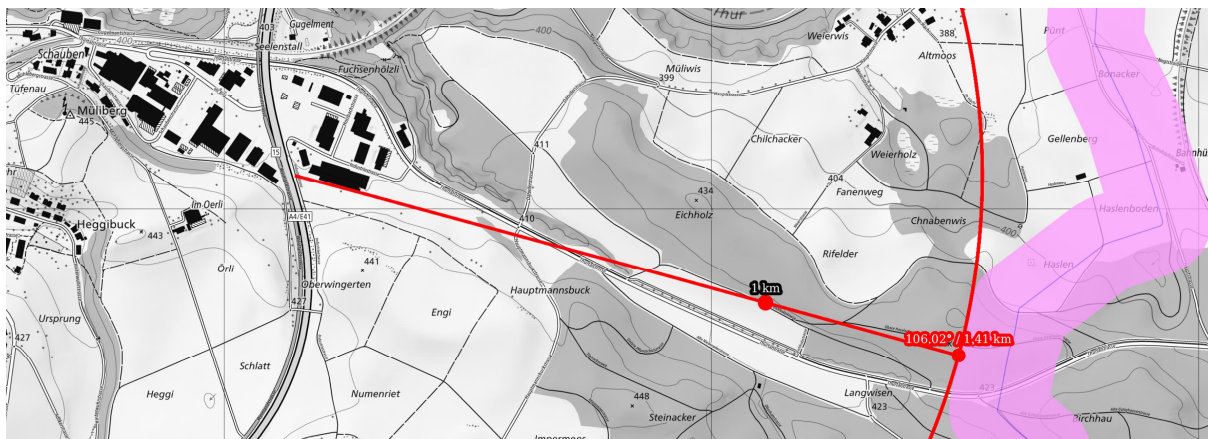 403
Gugelment
Seelenstall
400
Schauben
Fuchsenhölzli
Tüfenau
Müliberg
445
15
Thur
400
Weierwis
388
Altmoos
Müliwis
399
Pünt
Bonacker
411
Chilchacker
Weierholz
Gellenberg
404
Fanenweg
434
Eichholz
Chnabenwis
400
Haslenboden
Im Oerli
A4/E41
410
Heggibuck
443
Örli
441
Oberwingerten
427
Rifelder
Haslen
Hauptmannsbuck
1 km
Ursprung
427
Engi
106,02° / 1,41 km
Schlatt
Heggi
Numenriet
448
Steinacker
Langwisen
423
423
Birchhau
Impermoos